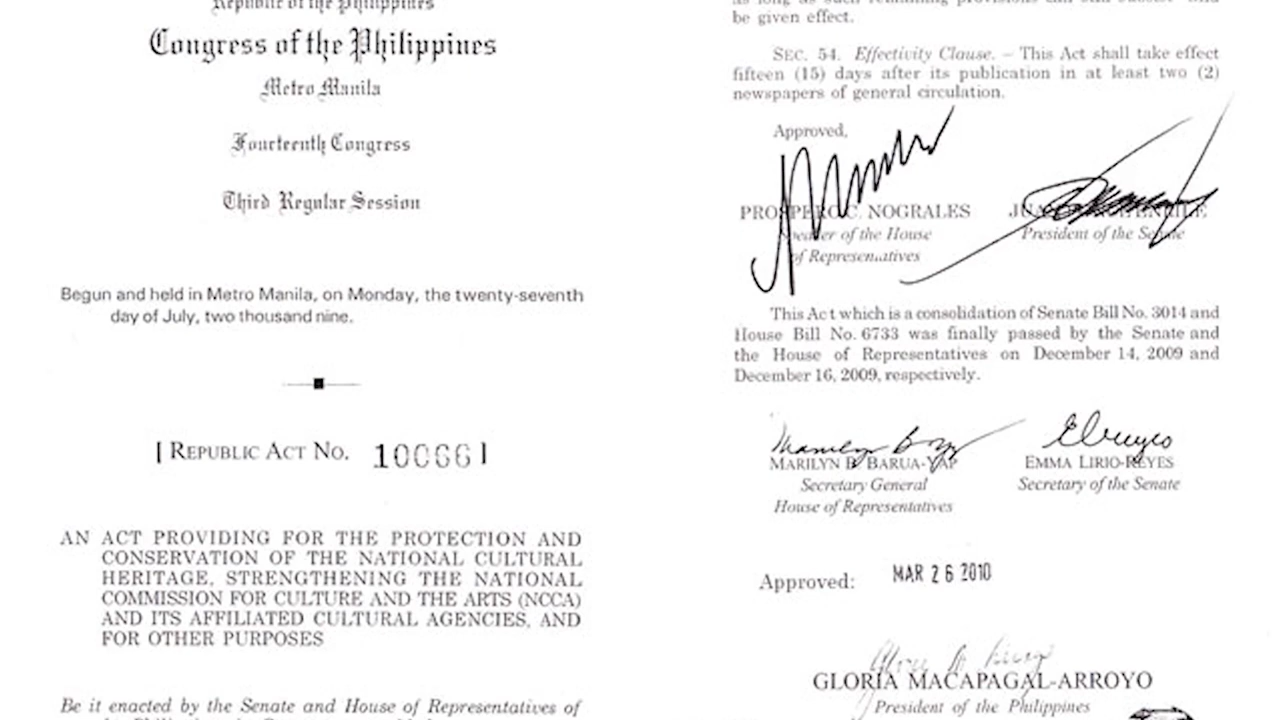 Republic of the Philippines
Congress of the Philippines
Metro Manila
Fourteenth Congress
Third Regular Session
Begun and held in Metro Manila, on Monday, the twenty-seventh
day of July, two thousand nine.
[ REPUBLIC ACT NO. 10066 ]
AN ACT PROVIDING FOR THE PROTECTION AND
CONSERVATION OF THE NATIONAL CULTURAL
HERITAGE, STRENGTHENING THE NATIONAL
COMMISSION FOR CULTURE AND THE ARTS (NCCA)
AND ITS AFFILIATED CULTURAL AGENCIES, AND
FOR OTHER PURPOSES
Be it enacted by the Senate and House of Representatives of
be given effect.
SEC. 54. Effectivity Clause. – This Act shall take effect
fifteen (15) days after its publication in at least two (2)
newspapers of general circulation.
Approved,
PROSPERO C. NOGRALES
Speaker of the House
of Representatives
JUAN PONCE ENRILE
President of the Senate
This Act which is a consolidation of Senate Bill No. 3014 and
House Bill No. 6733 was finally passed by the Senate and
the House of Representatives on December 14, 2009 and
December 16, 2009, respectively.
MARILYN B. BARUA-YAP
Secretary General
House of Representatives
EMMA LIRIO-REYES
Secretary of the Senate
Approved: MAR 26 2010
GLORIA MACAPAGAL-ARROYO
President of the Philippines